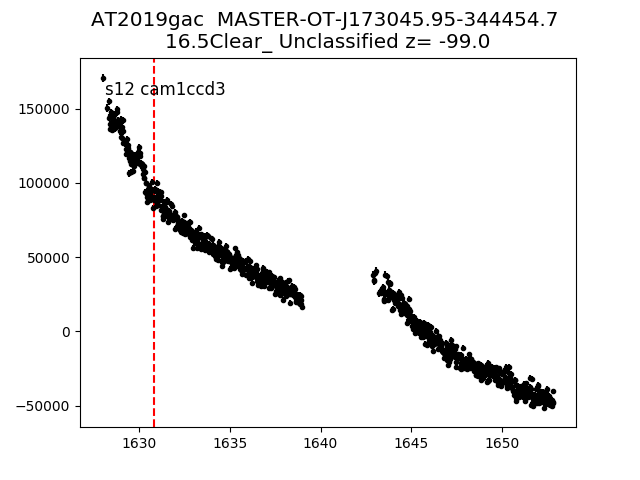 AT2019gac  MASTER-OT-J173045.95-344454.7
16.5Clear_ Unclassified z= -99.0
s12 cam1ccd3
150000
100000
50000
0
−50000
1630 1635 1640 1645 1650